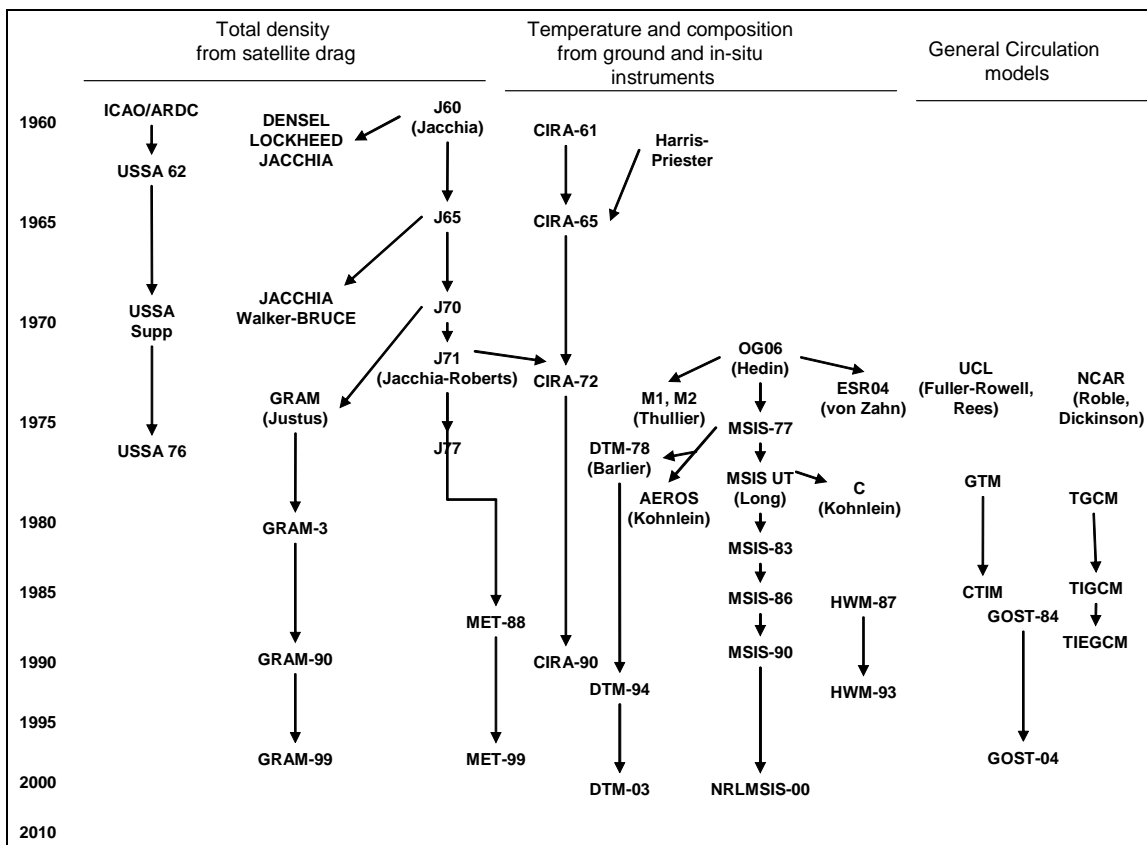 Total density
from satellite drag
Temperature and composition
from ground and in-situ
instruments
General Circulation
models
1960
1965
1970
1975
1980
1985
1990
1995
2000
2010
ICAO/ARDC
USSA 62
USSA
Supp
USSA 76
DENSEL
LOCKHEED
JACCHIA
JACCHIA
Walker-BRUCE
GRAM
(Justus)
GRAM-3
GRAM-90
GRAM-99
J60
(Jacchia)
J65
J70
J71
(Jacchia-Roberts)
J77
MET-88
MET-99
CIRA-61
CIRA-65
CIRA-72
CIRA-90
Harris-
Priester
M1, M2
(Thullier)
DTM-78
(Barlier)
AEROS
(Kohnlein)
DTM-94
DTM-03
OG06
(Hedin)
MSIS-77
MSIS UT
(Long)
MSIS-83
MSIS-86
MSIS-90
NRLMSIS-00
ESR04
(von Zahn)
C
(Kohnlein)
HWM-87
HWM-93
UCL
(Fuller-Rowell,
Rees)
GTM
CTIM
GOST-84
GOST-04
NCAR
(Roble,
Dickinson)
TGCM
TIGCM
TIEGCM